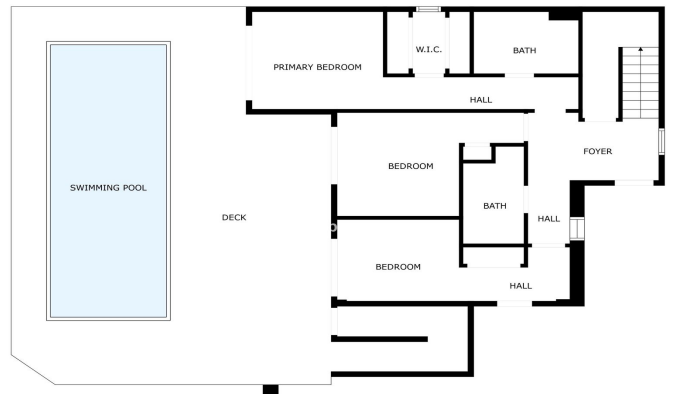 W.I.C.
BATH
PRIMARY BEDROOM
HALL
FOYER
BEDROOM
SWIMMING POOL
BATH
DECK
HALL
BEDROOM
HALL